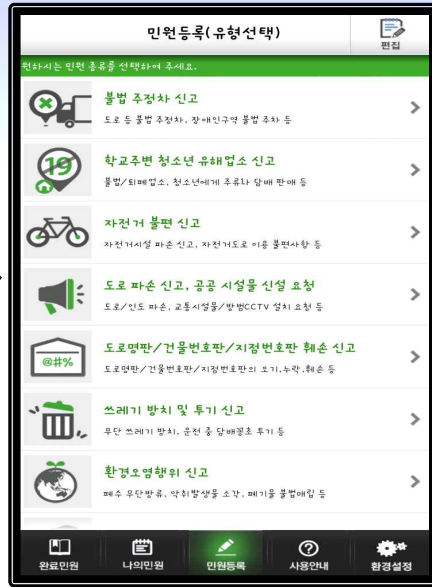 민원등록(유형선택)
편집
원하시는 민원 종류를 선택하여 주세요.
불법 주정차 신고
도로 등 불법 주정차, 장애인구역 불법 주차 등
19
학교주변 청소년 유해업소 신고
불법/퇴폐업소, 청소년에게 주류나 담배 판매 등
자전거 불편 신고
자전거시설 파손 신고, 자전거도로 이용 불편사항 등
도로 파손 신고, 공공 시설물 신설 요청
도로/인도 파손, 교통시설물/방범CCTV 설치 요청 등
@#%
도로명판/건물번호판/지점번호판 훼손 신고
도로명판/건물번호판/지점번호판의 오기,누락,훼손 등
쓰레기 방치 및 투기 신고
무단 쓰레기 방치, 운전 중 담배꽁초 투기 등
환경오염행위 신고
폐수 무단방류, 악취발생물 소각, 폐기물 불법매립 등
완료민원 나의민원 민원등록 사용안내 환경설정